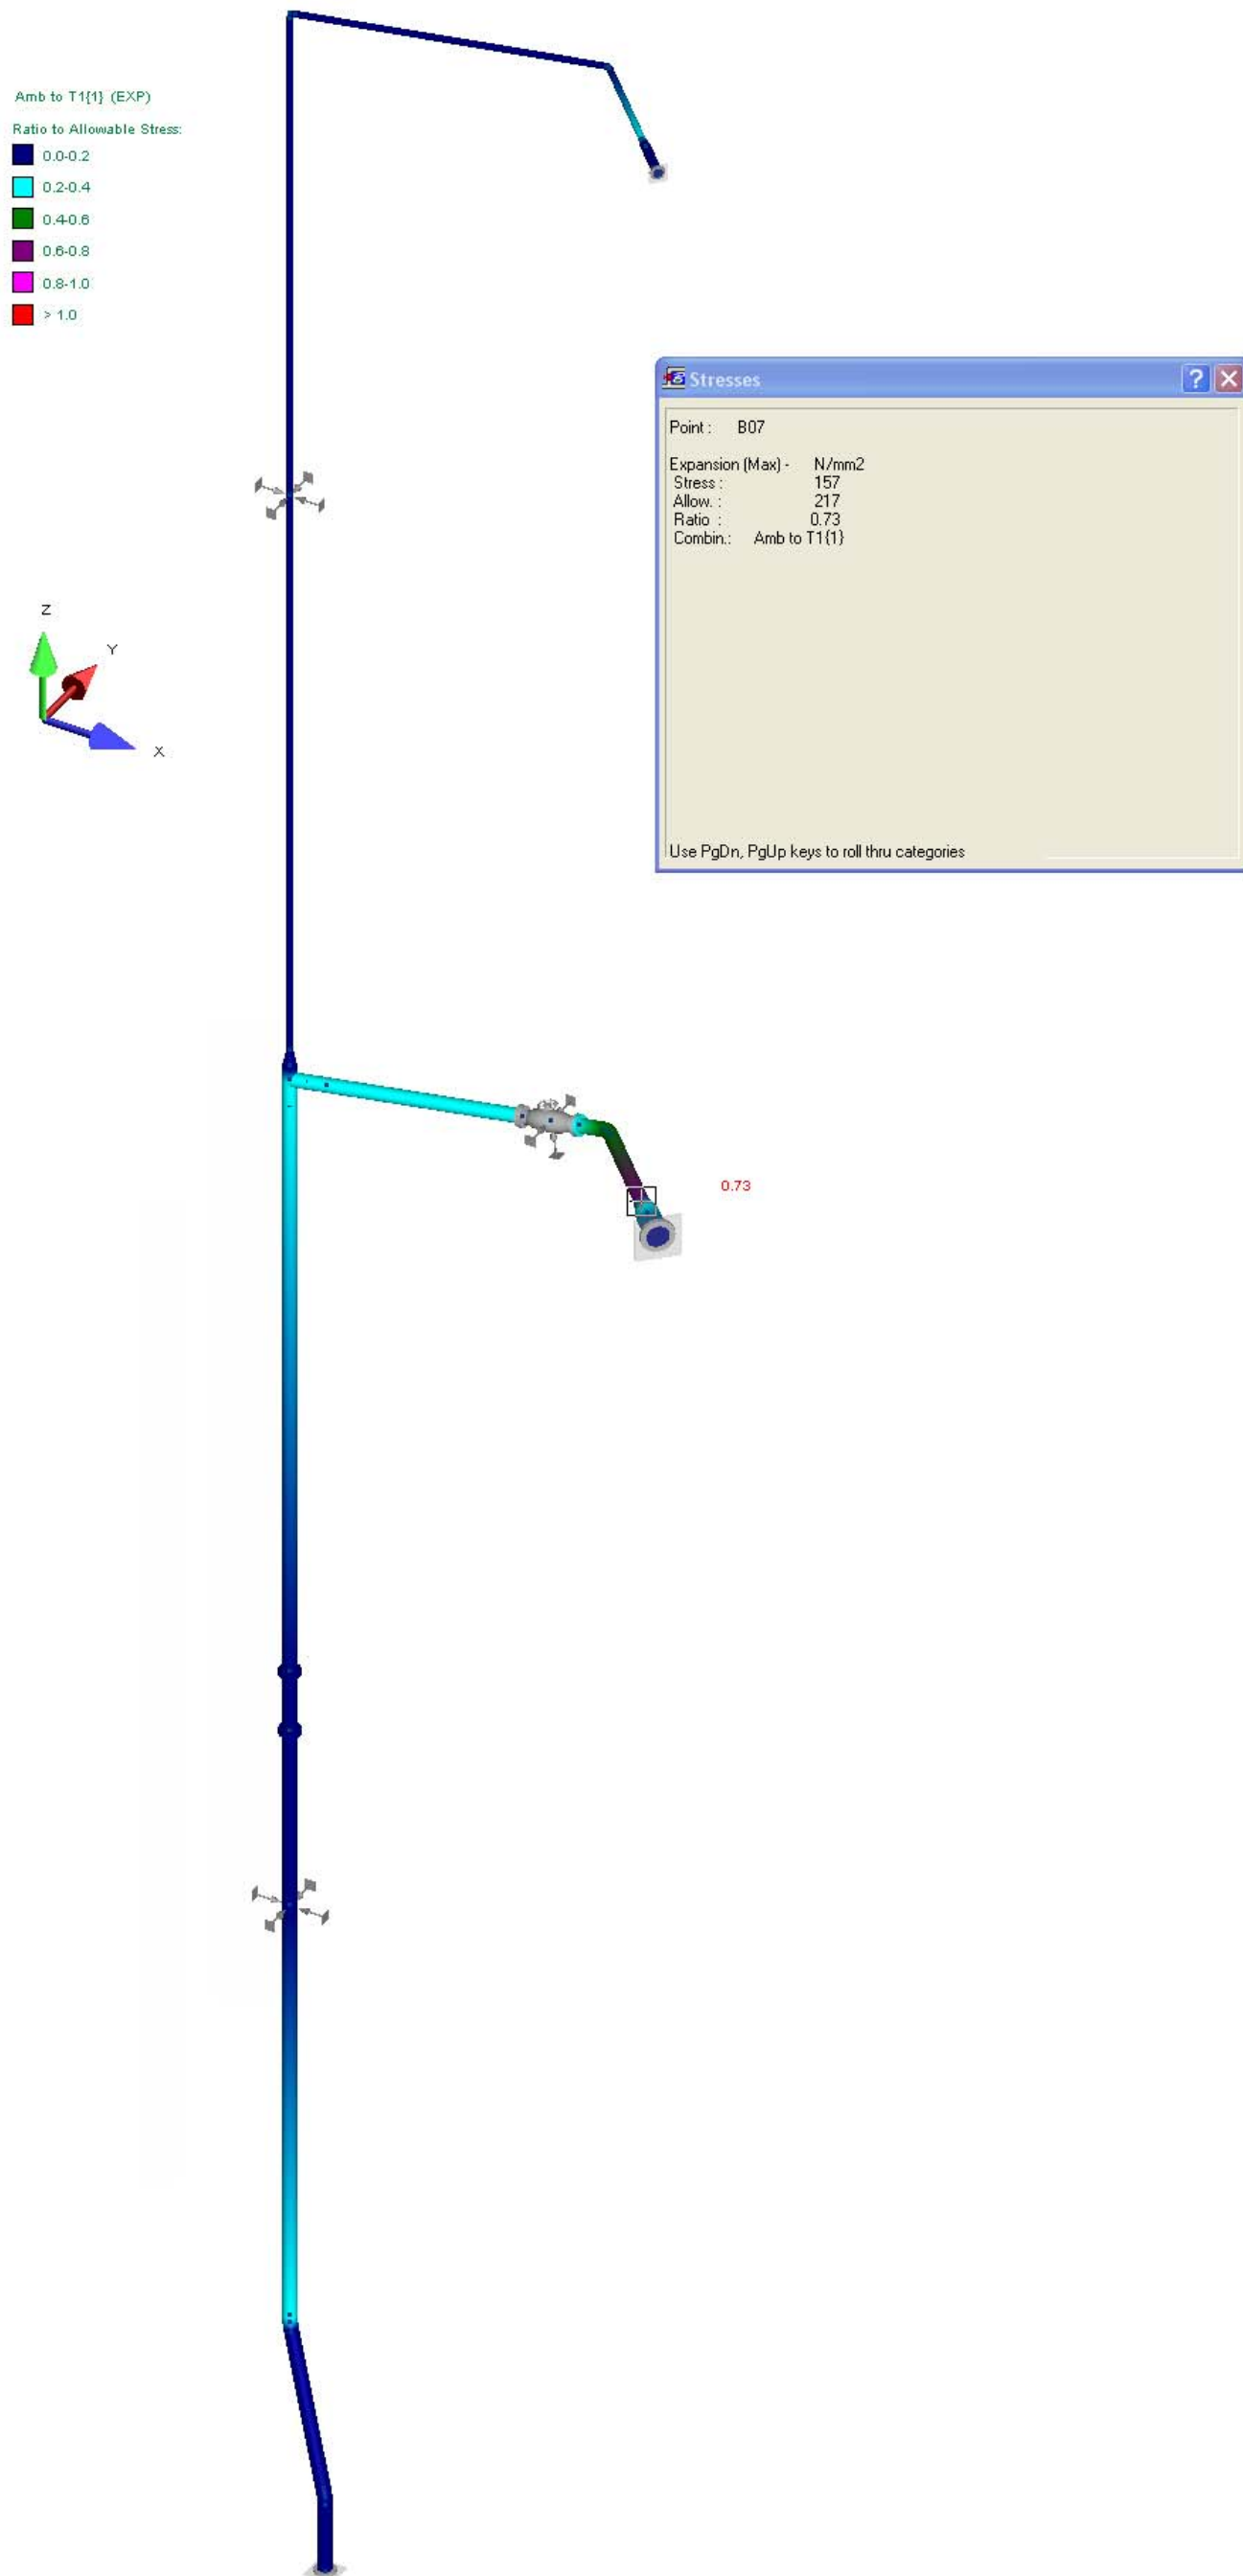 Amb to T1{1} (EXP)
Ratio to Allowable Stress:
0.0-0.2
0.2-0.4
0.4-0.6
0.6-0.8
0.8-1.0
> 1.0
Stresses
Point : B07
Expansion (Max) - N/mm2
Stress : 157
Allow. : 217
Ratio : 0.73
Combin.: Amb to T1{1}
Use PgDn, PgUp keys to roll thru categories
Z
Y
X
0.73